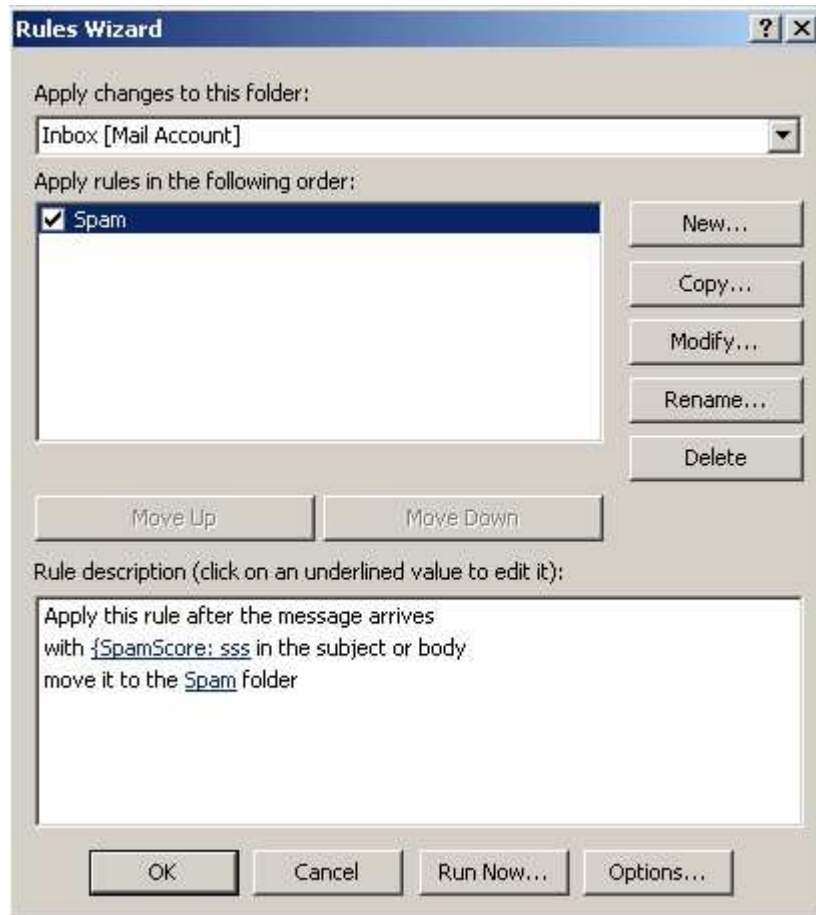 Rules Wizard
Apply changes to this folder:
Inbox [Mail Account]
Apply rules in the following order:
Spam
New...
Copy...
Modify...
Rename...
Delete
Move Up
Move Down
Rule description (click on an underlined value to edit it):
Apply this rule after the message arrives
with {SpamScore: sss in the subject or body
move it to the Spam folder
OK
Cancel
Run Now...
Options...